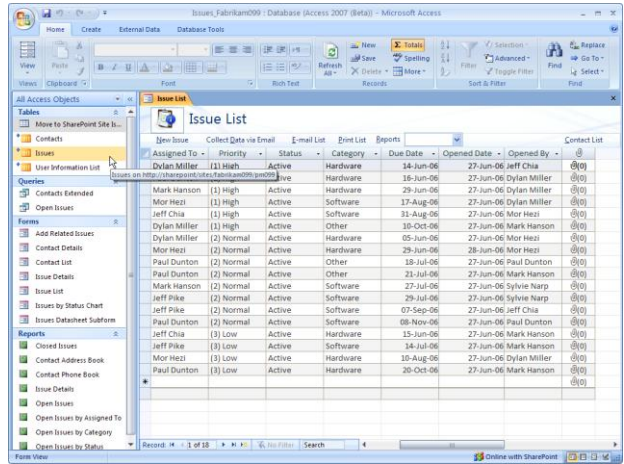 Issues_Fabrikam099 : Database (Access 2007 (Beta)) - Microsoft Access
Home Create External Data Database Tools
View Paste Refresh All New Save Delete Totals Spelling More Filter Selection Advanced Toggle Filter Find Replace Go To Select
Views Clipboard Font Rich Text Records Sort & Filter Find
All Access Objects
Tables
Move to SharePoint Site Is...
Contacts
Issues
User Information List
Queries
Contacts Extended
Open Issues
Forms
Add Related Issues
Contact Details
Contact List
Issue Details
Issue List
Issues by Status Chart
Issues Datasheet Subform
Reports
Closed Issues
Contact Address Book
Contact Phone Book
Issue Details
Open Issues
Open Issues by Assigned To
Open Issues by Category
Open Issues by Status
Issue List
Issue List
New Issue Collect Data via Email E-mail List Print List Reports Contact List
Assigned To Priority Status Category Due Date Opened Date Opened By
Dylan Miller (1) High Active Hardware 14-Jun-06 27-Jun-06 Jeff Chia (0)
Issues on http://sharepoint/sites/fabrikam099/pm099
16-Jun-06 27-Jun-06 Dylan Miller (0)
Mark Hanson (1) High Active Hardware 29-Jun-06 27-Jun-06 Dylan Miller (0)
Mor Hezi (1) High Active Software 17-Aug-06 27-Jun-06 Dylan Miller (0)
Jeff Chia (1) High Active Software 31-Aug-06 27-Jun-06 Mor Hezi (0)
Dylan Miller (1) High Active Other 10-Oct-06 27-Jun-06 Mark Hanson (0)
Dylan Miller (2) Normal Active Hardware 05-Jun-06 27-Jun-06 Mor Hezi (0)
Mor Hezi (2) Normal Active Hardware 29-Jun-06 28-Jun-06 Mor Hezi (0)
Paul Dunton (2) Normal Active Other 18-Jul-06 27-Jun-06 Paul Dunton (0)
Paul Dunton (2) Normal Active Other 21-Jul-06 27-Jun-06 Mark Hanson (0)
Mark Hanson (2) Normal Active Software 27-Jul-06 27-Jun-06 Sylvie Narp (0)
Jeff Pike (2) Normal Active Software 29-Jul-06 27-Jun-06 Sylvie Narp (0)
Jeff Pike (2) Normal Active Software 07-Sep-06 27-Jun-06 Jeff Chia (0)
Paul Dunton (2) Normal Active Software 08-Nov-06 27-Jun-06 Paul Dunton (0)
Jeff Chia (3) Low Active Hardware 15-Jun-06 27-Jun-06 Mark Hanson (0)
Jeff Pike (3) Low Active Software 14-Jul-06 27-Jun-06 Mark Hanson (0)
Mor Hezi (3) Low Active Hardware 10-Aug-06 27-Jun-06 Dylan Miller (0)
Paul Dunton (3) Low Active Hardware 20-Oct-06 27-Jun-06 Mark Hanson (0)
(0)
Record: 1 of 18 No Filter Search
Form View Online with SharePoint